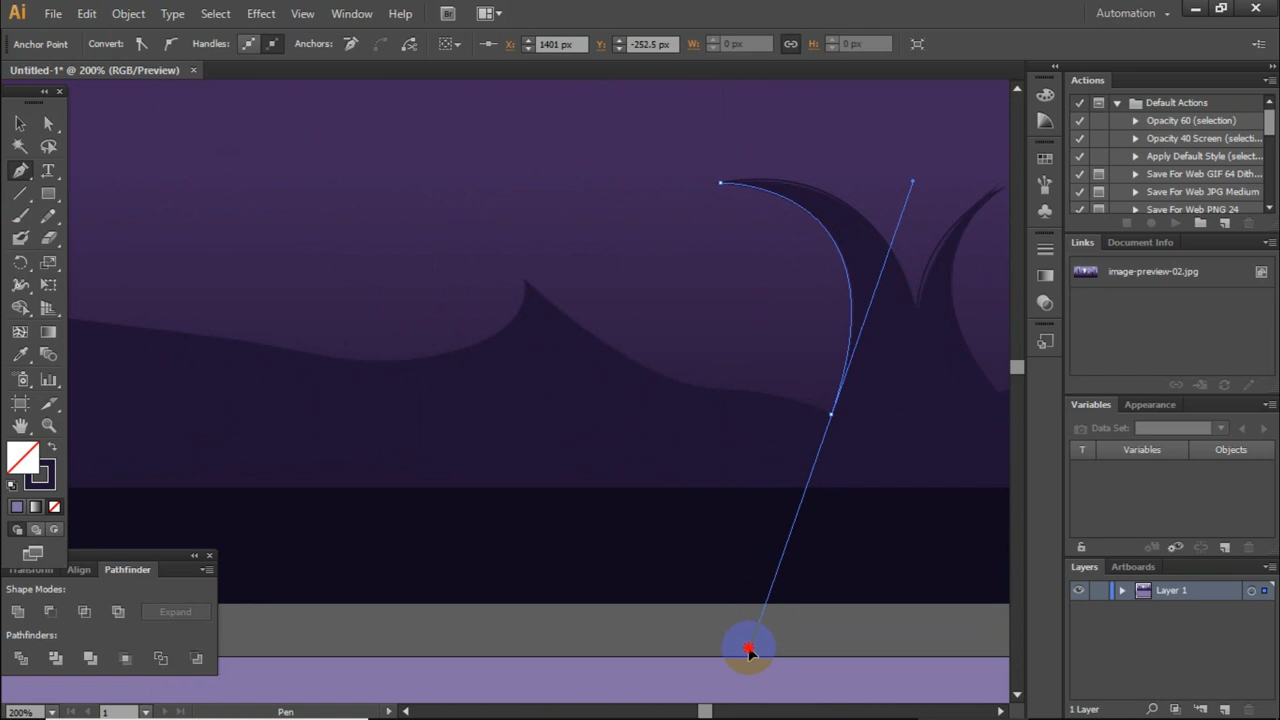 Ai File Edit Object Type Select Effect View Window Help Br Automation
Anchor Point Convert: Handles: Anchors: X: 1401 px Y: -252.5 px W: 0 px H: 0 px
Untitled-1* @ 200% (RGB/Preview)
Actions
Default Actions
Opacity 60 (selection)
Opacity 40 Screen (selecti...
Apply Default Style (select...
Save For Web GIF 64 Dith...
Save For Web JPG Medium
Save For Web PNG 24
Links Document Info
image-preview-02.jpg
Variables Appearance
Data Set:
T Variables Objects
Transform Align Pathfinder
Shape Modes:
Expand
Pathfinders:
Layers Artboards
Layer 1
1 Layer
200% 1 Pen